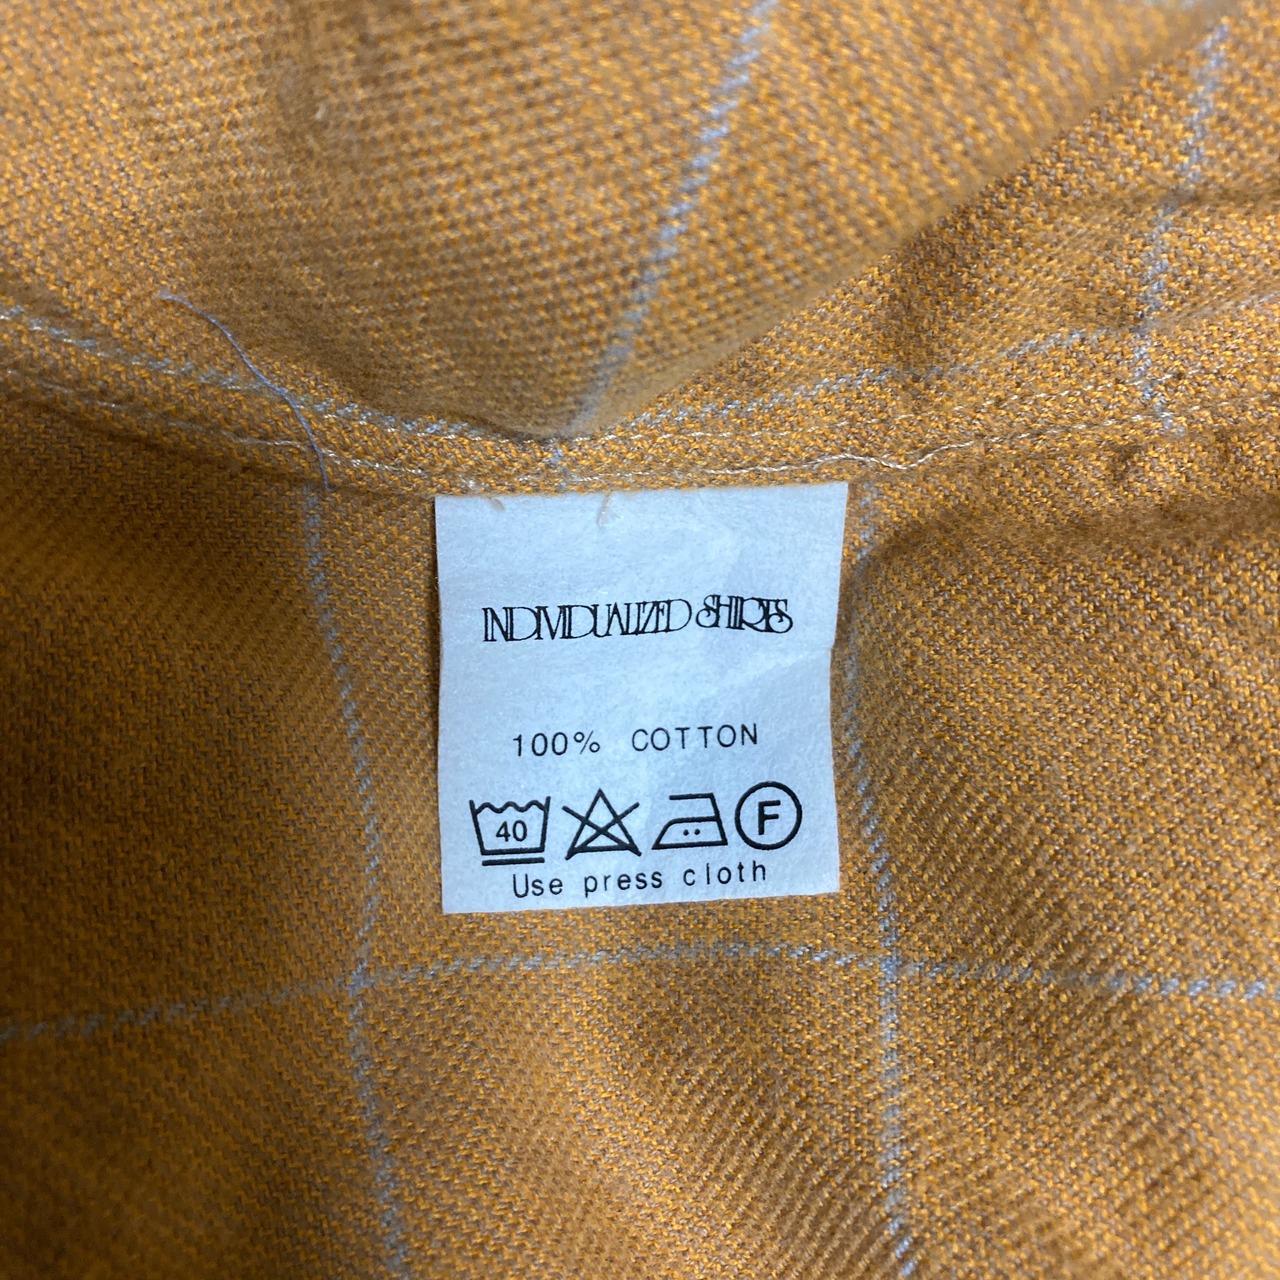 INDIVIDUALIZED SHIRTS
100% COTTON
40 F
Use press cloth